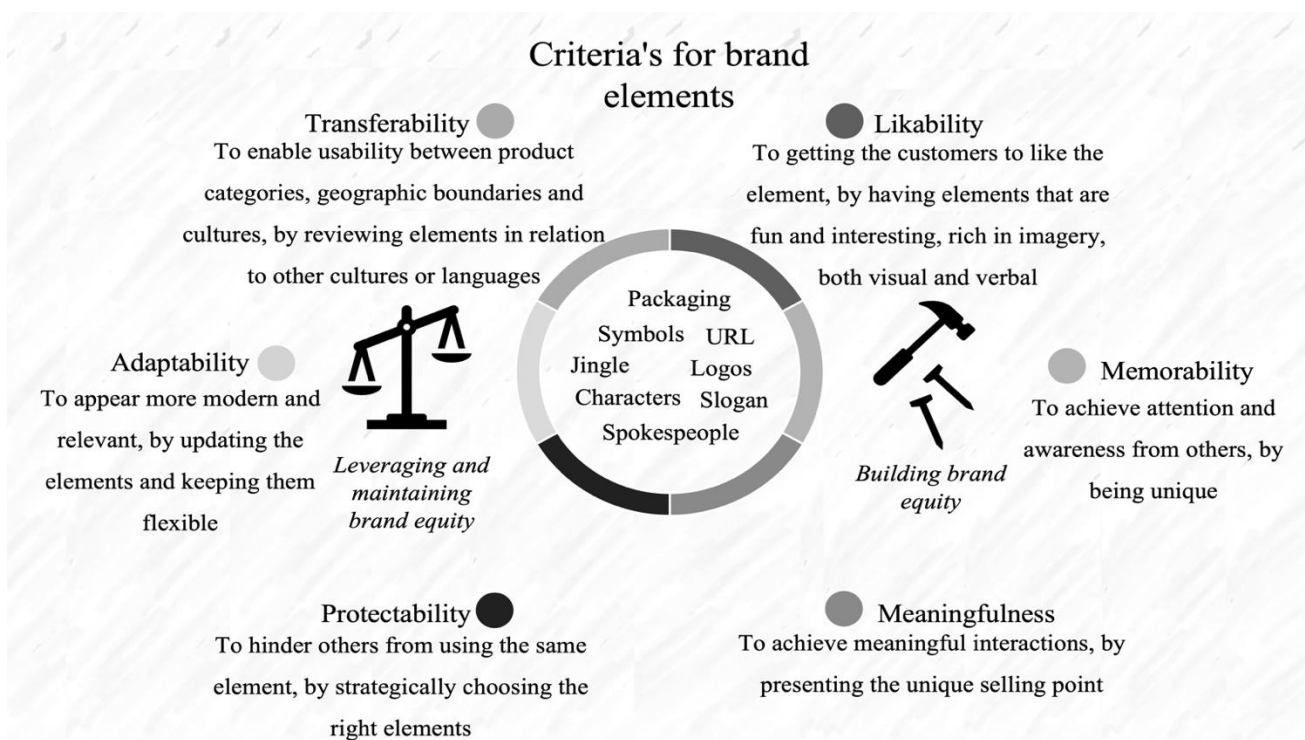 Criteria's for brand
elements
Transferability
To enable usability between product
categories, geographic boundaries and
cultures, by reviewing elements in relation
to other cultures or languages
Likability
To getting the customers to like the
element, by having elements that are
fun and interesting, rich in imagery,
both visual and verbal
Adaptability
To appear more modern and
relevant, by updating the
elements and keeping them
flexible
Leveraging and
maintaining
brand equity
Packaging
Symbols URL
Jingle Logos
Characters Slogan
Spokespeople
Building brand
equity
Memorability
To achieve attention and
awareness from others, by
being unique
Protectability
To hinder others from using the same
element, by strategically choosing the
right elements
Meaningfulness
To achieve meaningful interactions, by
presenting the unique selling point